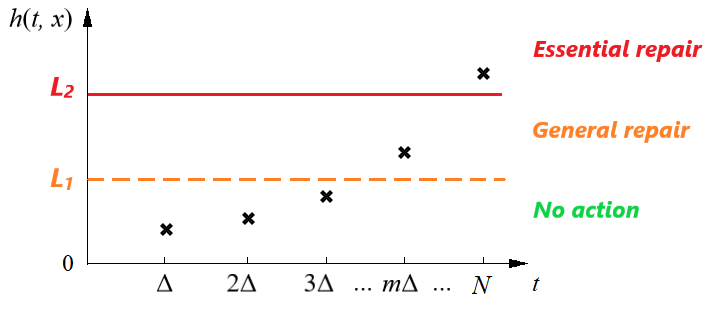 h(t, x)
Essential repair
L₂
General repair
L₁
No action
0
Δ 2Δ 3Δ ... mΔ ... N t